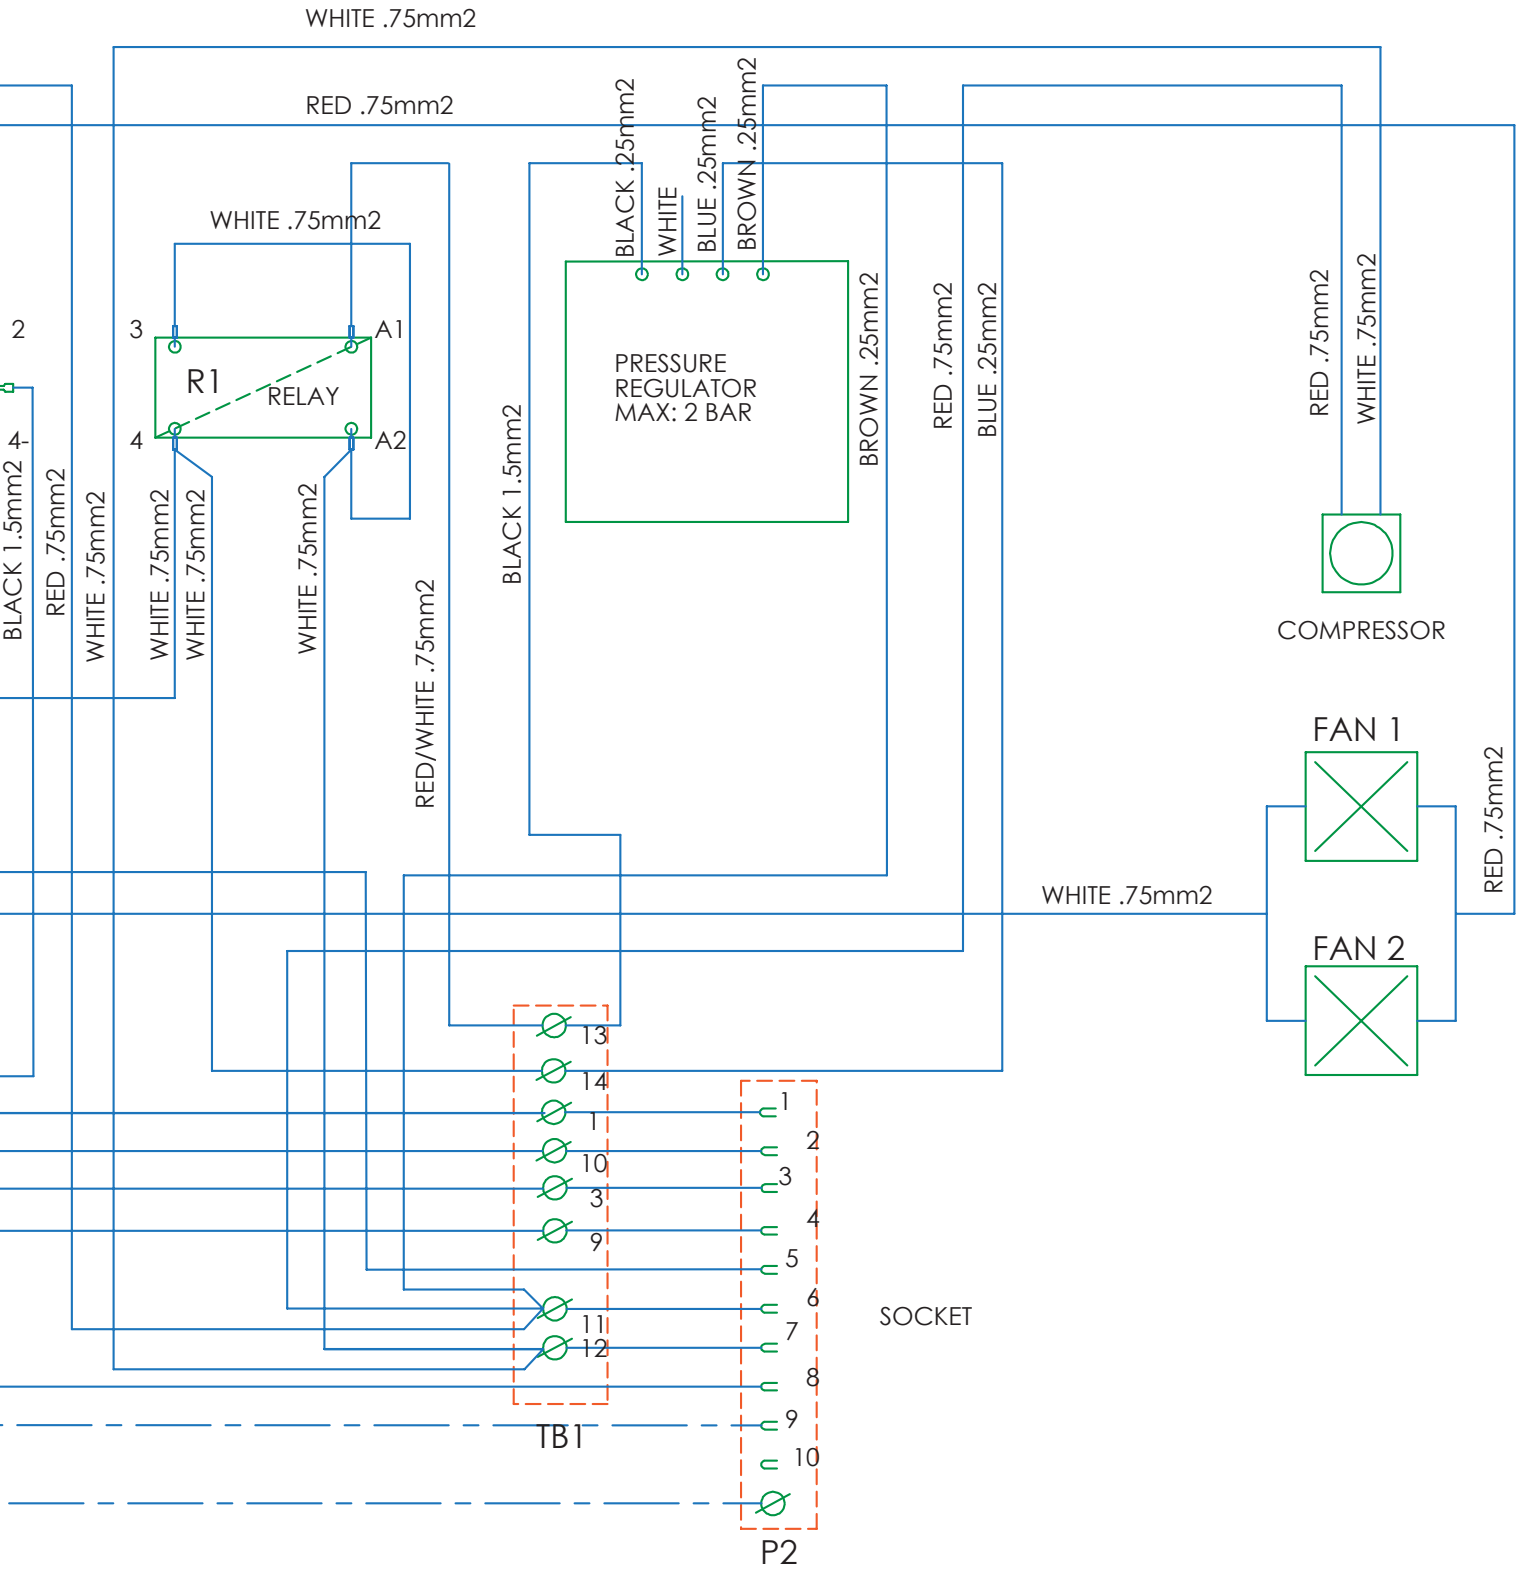 WHITE .75mm2
RED .75mm2
BLACK .25mm2
WHITE
BLUE .25mm2
BROWN .25mm2
WHITE .75mm2
2
3
A1
R1
RELAY
4-
4
A2
PRESSURE
REGULATOR
MAX: 2 BAR
BROWN .25mm2
RED .75mm2
BLUE .25mm2
RED .75mm2
WHITE .75mm2
BLACK 1.5mm2
BLACK 1.5mm2
RED .75mm2
WHITE .75mm2
WHITE .75mm2
WHITE .75mm2
WHITE .75mm2
RED/WHITE .75mm2
COMPRESSOR
FAN 1
RED .75mm2
WHITE .75mm2
FAN 2
13
14
1
10
3
9
11
12
TB1
1
2
3
4
5
6
7
8
9
10
SOCKET
P2